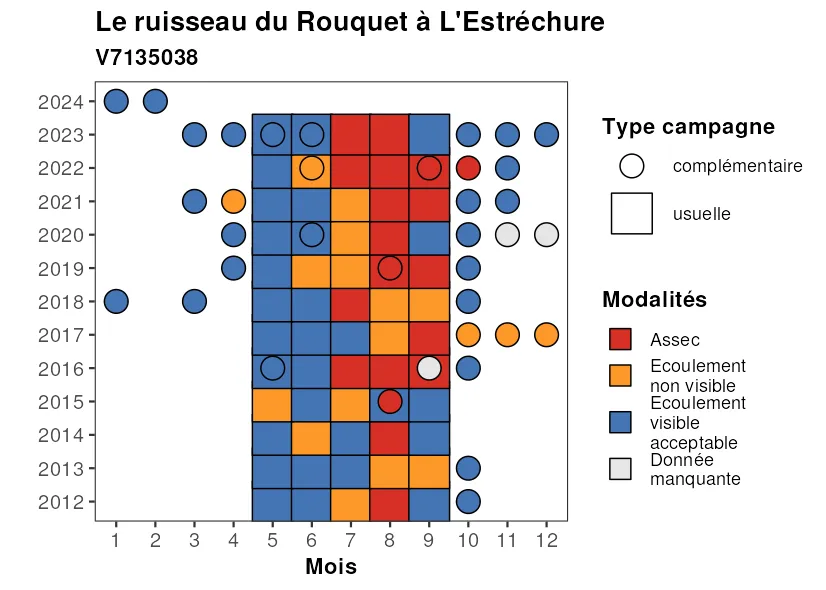 Le ruisseau du Rouquet à L'Estréchure
V7135038
2024
2023
2022
2021
2020
2019
2018
2017
2016
2015
2014
2013
2012
1 2 3 4 5 6 7 8 9 10 11 12
Mois
Type campagne
complémentaire
usuelle
Modalités
Assec
Ecoulement
non visible
Ecoulement
visible
acceptable
Donnée
manquante